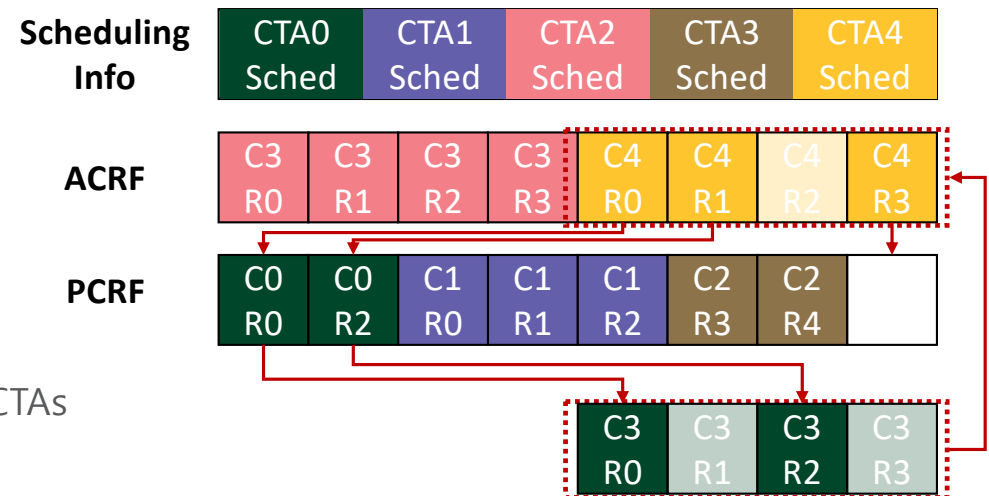 Scheduling Info
CTA0 Sched
CTA1 Sched
CTA2 Sched
CTA3 Sched
CTA4 Sched
ACRF
C3 R0
C3 R1
C3 R2
C3 R3
C4 R0
C4 R1
C4 R2
C4 R3
PCRF
C0 R0
C0 R2
C1 R0
C1 R1
C1 R2
C2 R3
C2 R4
CTAs
C3 R0
C3 R1
C3 R2
C3 R3